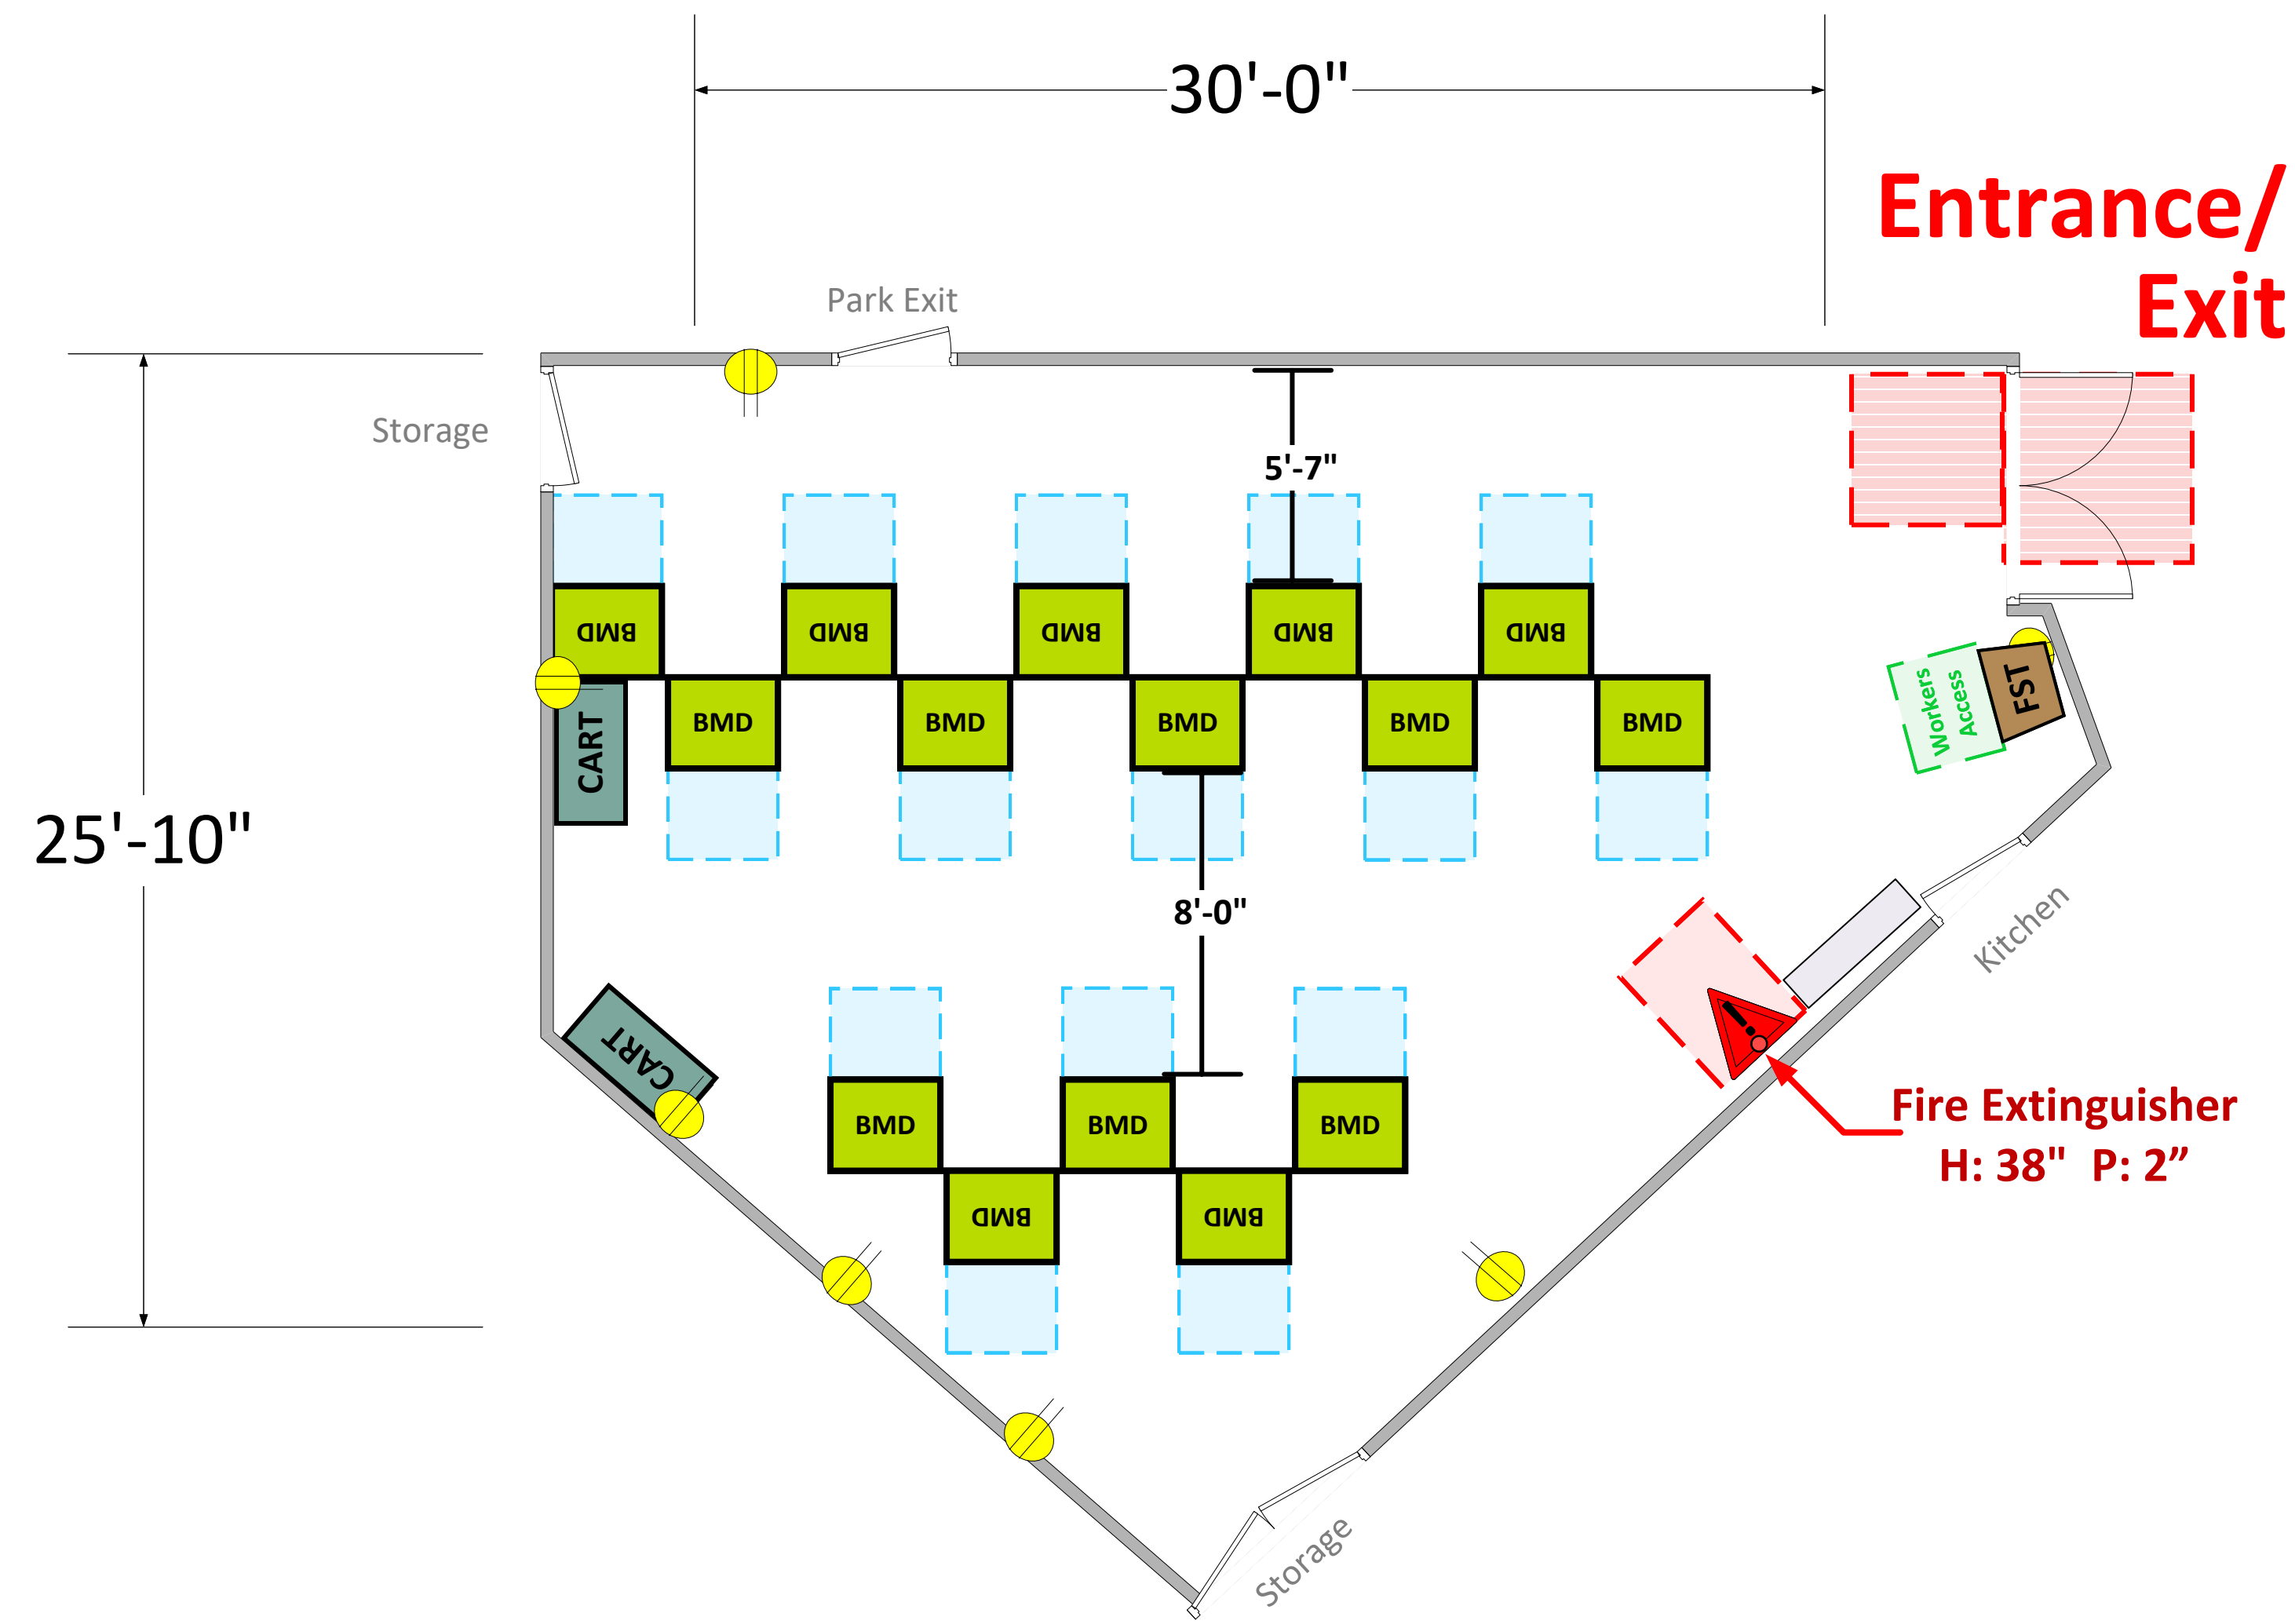 30'-0"
Entrance/
Exit
Park Exit
Storage
5'-7"
BMD
BMD
BMD
BMD
BMD
Workers
Access
FST
CART
BMD
BMD
BMD
BMD
BMD
25'-10"
8'-0"
Kitchen
CART
!
BMD
BMD
BMD
Fire Extinguisher
H: 38" P: 2”
BMD
BMD
Storage